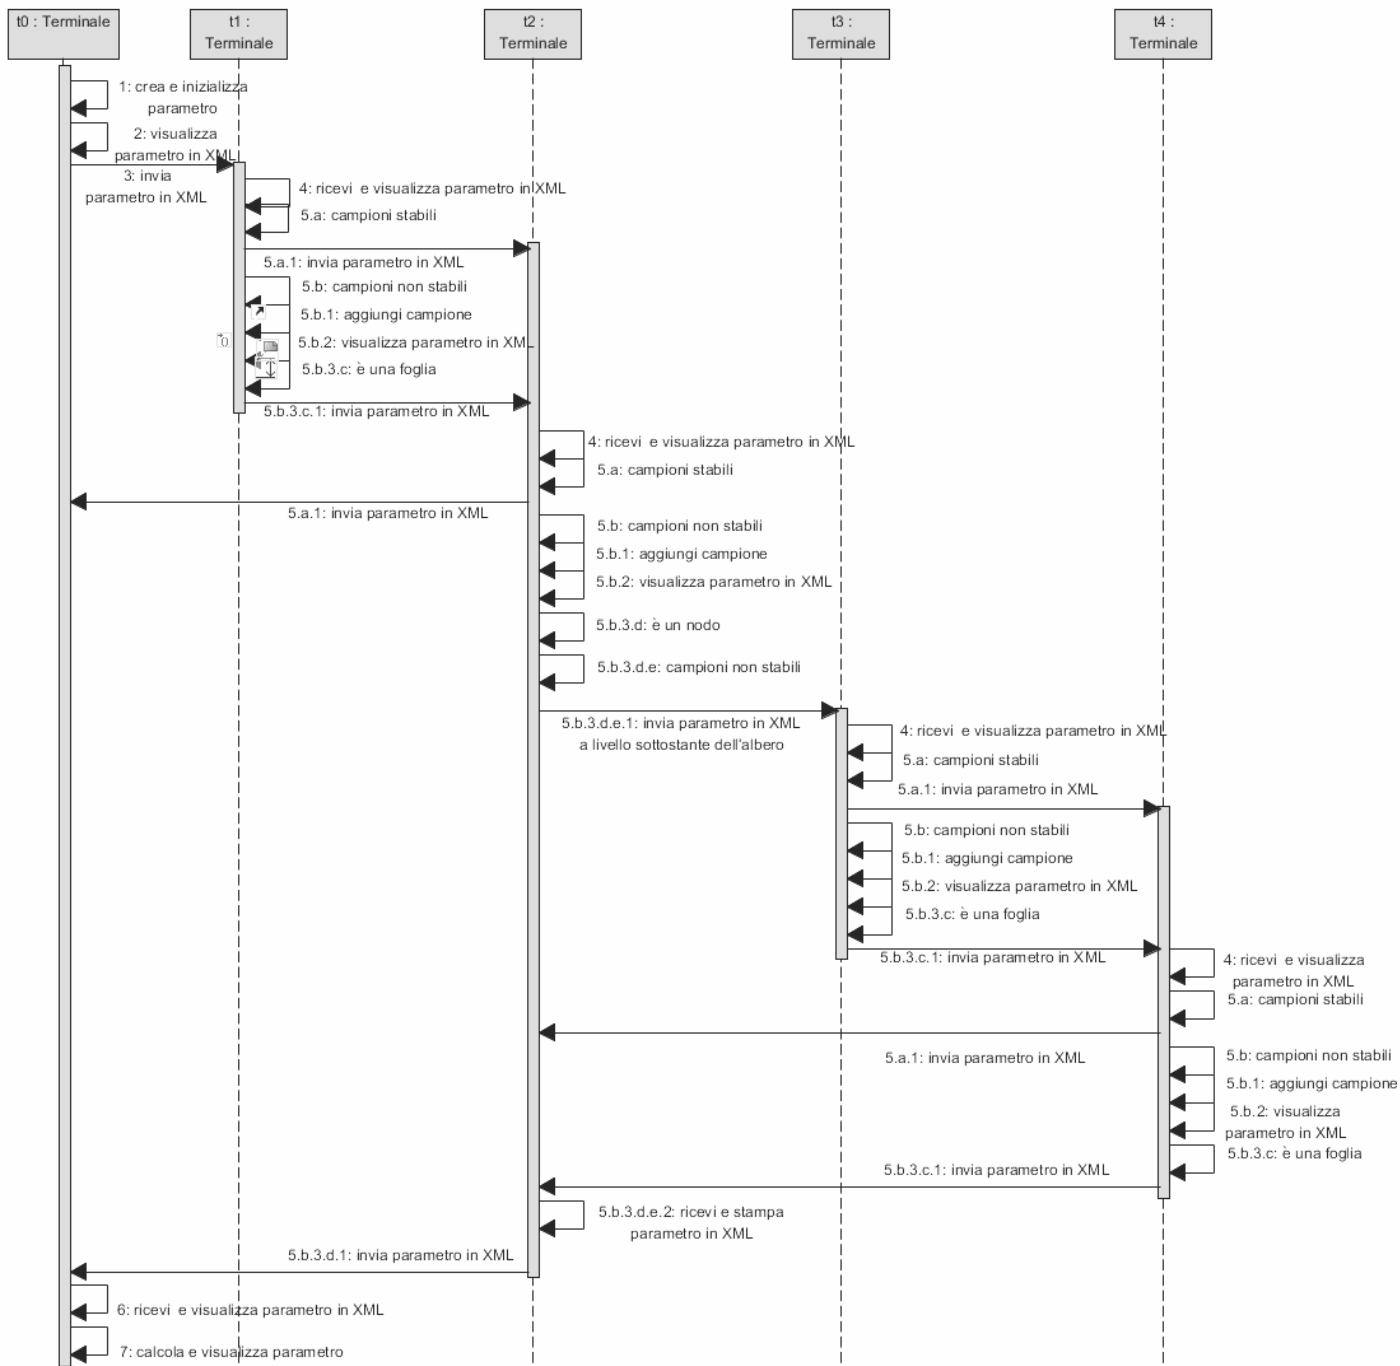 t0 : Terminale
t1 :
Terminale
t2 :
Terminale
t3 :
Terminale
t4 :
Terminale
1: crea e inizializza
parametro
2: visualizza
parametro in XML
3: invia
parametro in XML
4: ricevi e visualizza parametro in XML
5.a: campioni stabili
5.a.1: invia parametro in XML
5.b: campioni non stabili
5.b.1: aggiungi campione
5.b.2: visualizza parametro in XML
5.b.3.c: è una foglia
5.b.3.c.1: invia parametro in XML
4: ricevi e visualizza parametro in XML
5.a: campioni stabili
5.a.1: invia parametro in XML
5.b: campioni non stabili
5.b.1: aggiungi campione
5.b.2: visualizza parametro in XML
5.b.3.d: è un nodo
5.b.3.d.e: campioni non stabili
5.b.3.d.e.1: invia parametro in XML
a livello sottostante dell'albero
4: ricevi e visualizza parametro in XML
5.a: campioni stabili
5.a.1: invia parametro in XML
5.b: campioni non stabili
5.b.1: aggiungi campione
5.b.2: visualizza parametro in XML
5.b.3.c: è una foglia
5.b.3.c.1: invia parametro in XML
4: ricevi e visualizza
parametro in XML
5.a: campioni stabili
5.a.1: invia parametro in XML
5.b: campioni non stabili
5.b.1: aggiungi campione
5.b.2: visualizza
parametro in XML
5.b.3.c: è una foglia
5.b.3.c.1: invia parametro in XML
5.b.3.d.e.2: ricevi e stampa
parametro in XML
5.b.3.d.1: invia parametro in XML
6: ricevi e visualizza parametro in XML
7: calcola e visualizza parametro